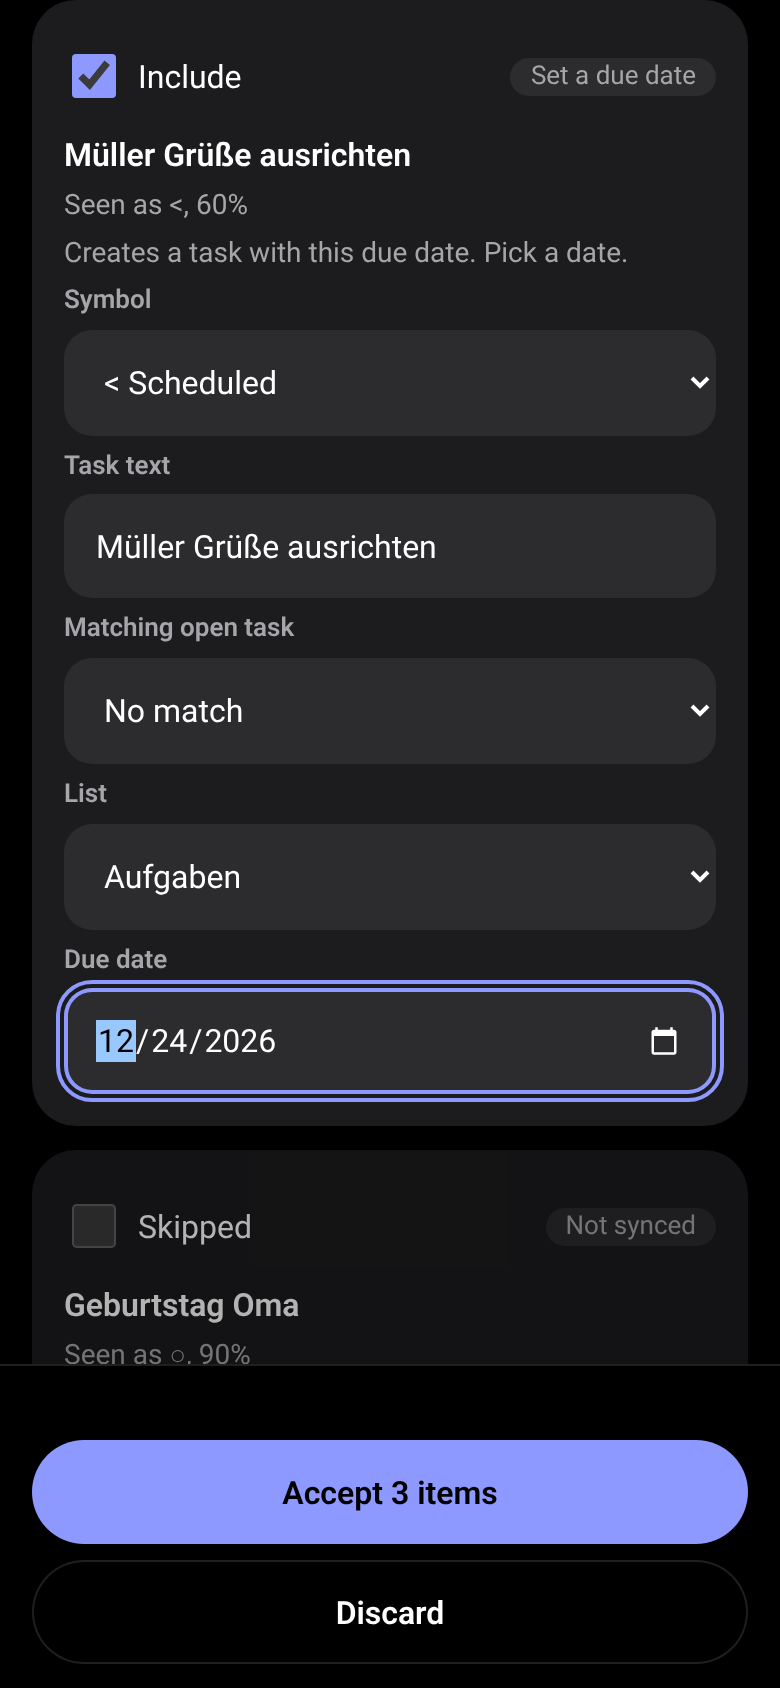 Include
Set a due date
Müller Grüße ausrichten
Seen as <, 60%
Creates a task with this due date. Pick a date.
Symbol
< Scheduled
Task text
Müller Grüße ausrichten
Matching open task
No match
List
Aufgaben
Due date
12/24/2026
Skipped
Not synced
Geburtstag Oma
Seen as ○, 90%
Accept 3 items
Discard